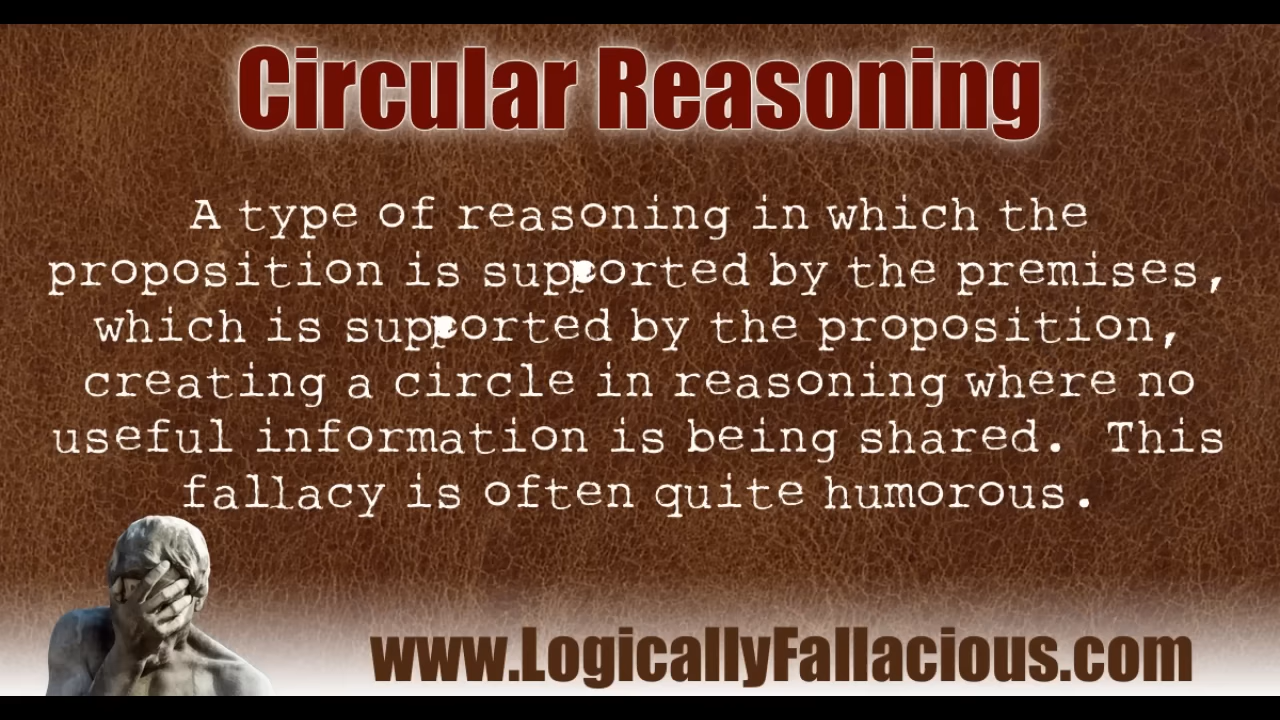 Circular Reasoning
A type of reasoning in which the
proposition is supported by the premises,
which is supported by the proposition,
creating a circle in reasoning where no
useful information is being shared.  This
fallacy is often quite humorous.
www.LogicallyFallacious.com